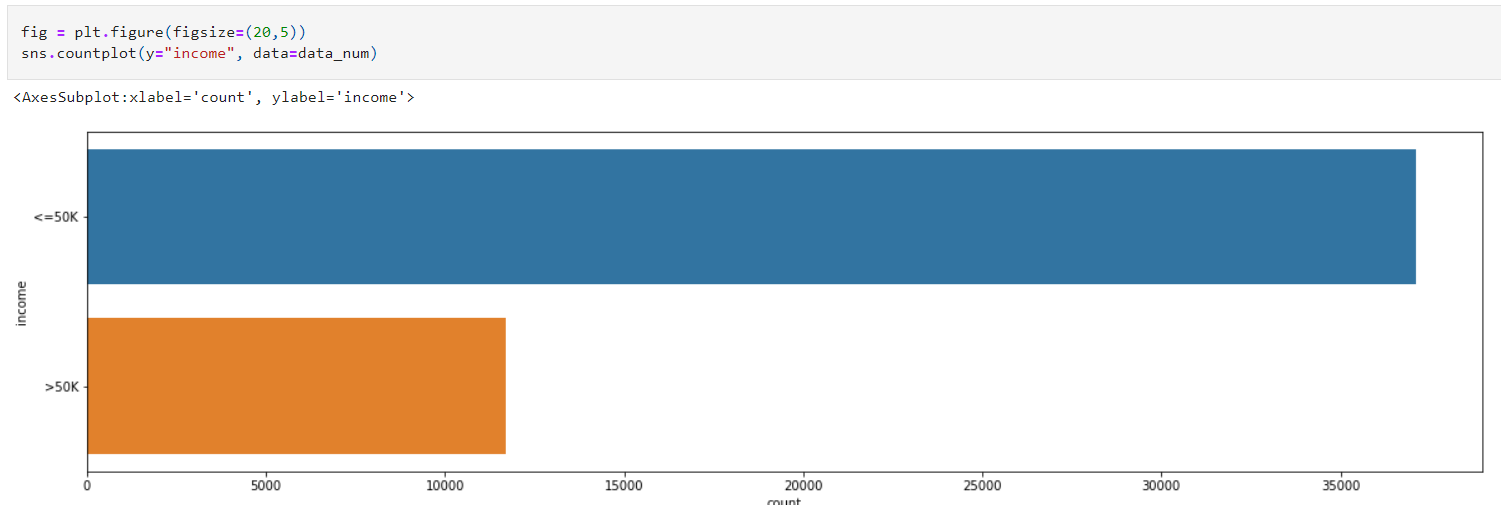 fig = plt.figure(figsize=(20,5))
sns.countplot(y="income", data=data_num)
<AxesSubplot:xlabel='count', ylabel='income'>
<=50K
income
>50K
0 5000 10000 15000 20000 25000 30000 35000
count